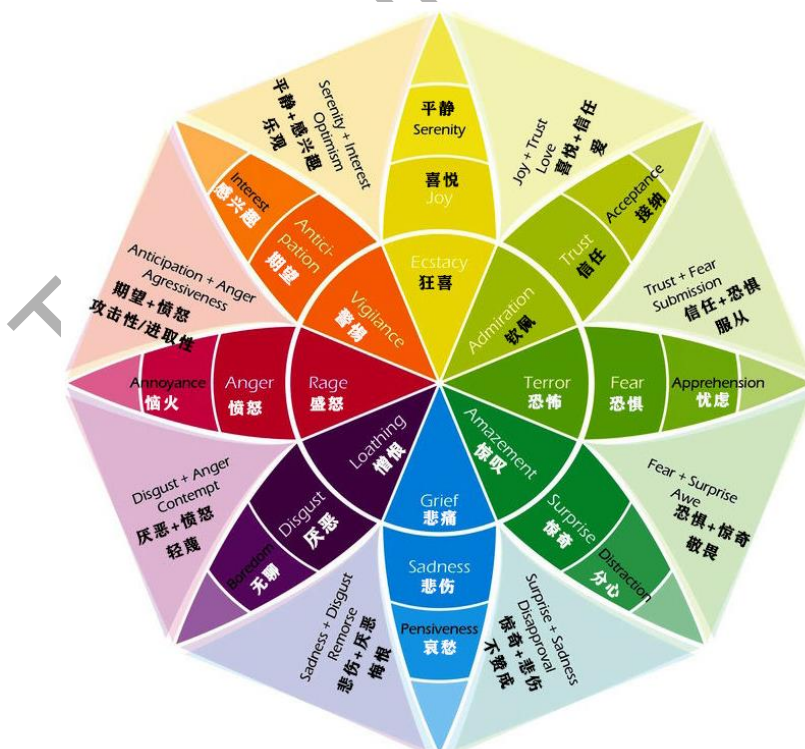 平静
Serenity
喜悦
Joy
Ecstacy
狂喜
Joy + Trust
Love
喜悦+信任
爱
Acceptance
接纳
Trust
信任
Admiration
钦佩
Trust + Fear
Submission
信任+恐惧
服从
Terror
恐怖
Fear
恐惧
Apprehension
忧虑
Fear + Surprise
Awe
恐惧+惊奇
敬畏
Amazement
惊叹
Surprise
惊奇
Distraction
分心
Surprise + Sadness
Disapproval
惊奇+悲伤
不赞成
Grief
悲痛
Sadness
悲伤
Pensiveness
哀愁
Sadness + Disgust
Remorse
悲伤+厌恶
悔恨
Loathing
憎恨
Disgust
厌恶
Boredom
无聊
Disgust + Anger
Contempt
厌恶+愤怒
轻蔑
Rage
盛怒
Anger
愤怒
Annoyance
恼火
Anticipation + Anger
Agressiveness
期望+愤怒
攻击性/进取性
Vigilance
警惕
Antici-
pation
期望
Interest
感兴趣
Serenity + Interest
Optimism
平静+感兴趣
乐观